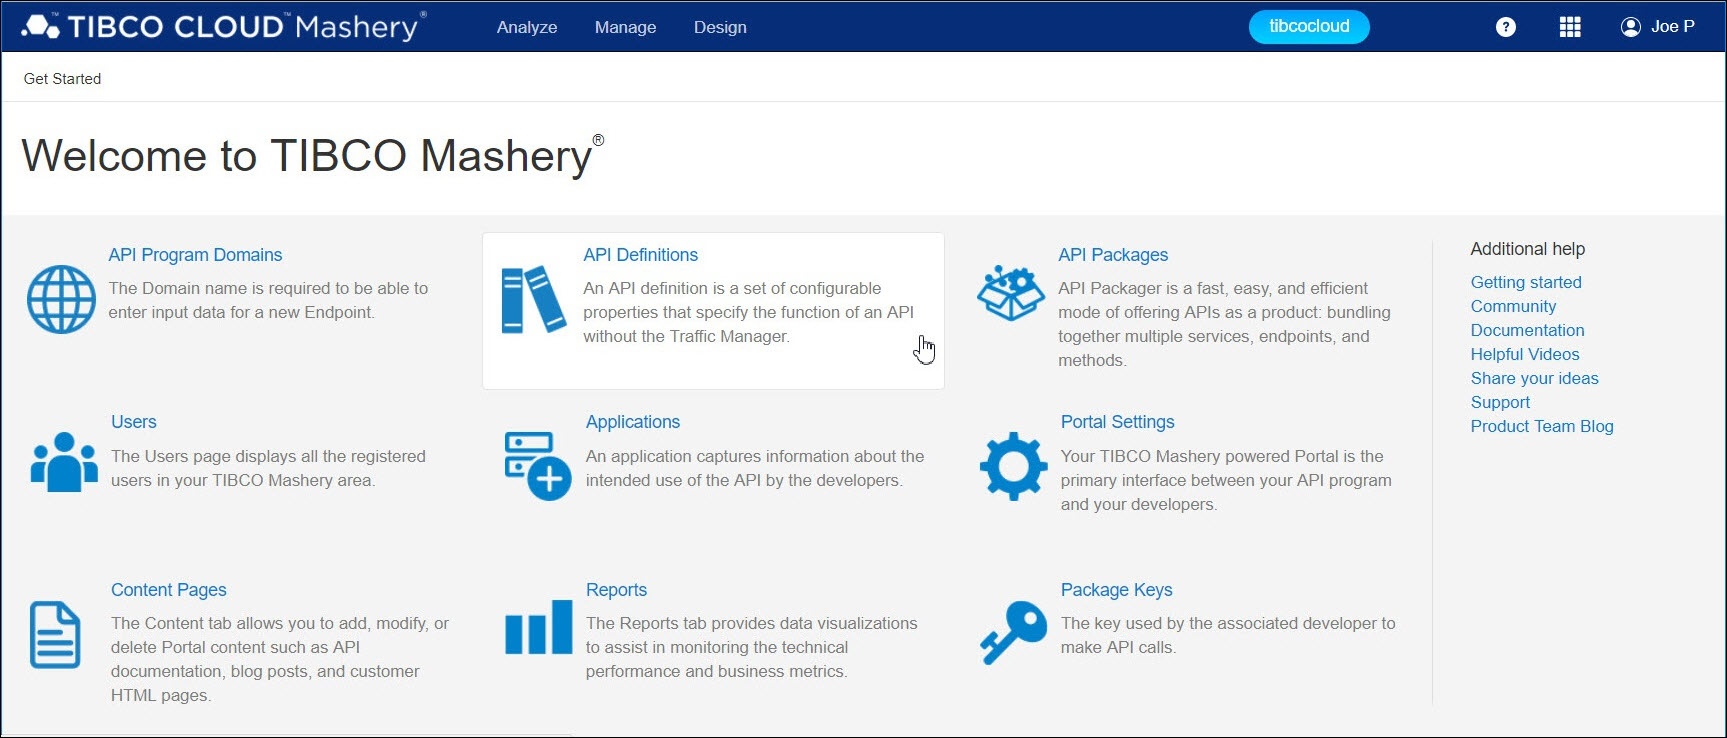 TIBCO CLOUD™ Mashery®
Analyze
Manage
Design
tibcocloud
?
Joe P
Get Started
Welcome to TIBCO Mashery®
API Program Domains
The Domain name is required to be able to
enter input data for a new Endpoint.
API Definitions
An API definition is a set of configurable
properties that specify the function of an API
without the Traffic Manager.
API Packages
API Packager is a fast, easy, and efficient
mode of offering APIs as a product: bundling
together multiple services, endpoints, and
methods.
Users
The Users page displays all the registered
users in your TIBCO Mashery area.
Applications
An application captures information about the
intended use of the API by the developers.
Portal Settings
Your TIBCO Mashery powered Portal is the
primary interface between your API program
and your developers.
Content Pages
The Content tab allows you to add, modify, or
delete Portal content such as API
documentation, blog posts, and customer
HTML pages.
Reports
The Reports tab provides data visualizations
to assist in monitoring the technical
performance and business metrics.
Package Keys
The key used by the associated developer to
make API calls.
Additional help
Getting started
Community
Documentation
Helpful Videos
Share your ideas
Support
Product Team Blog